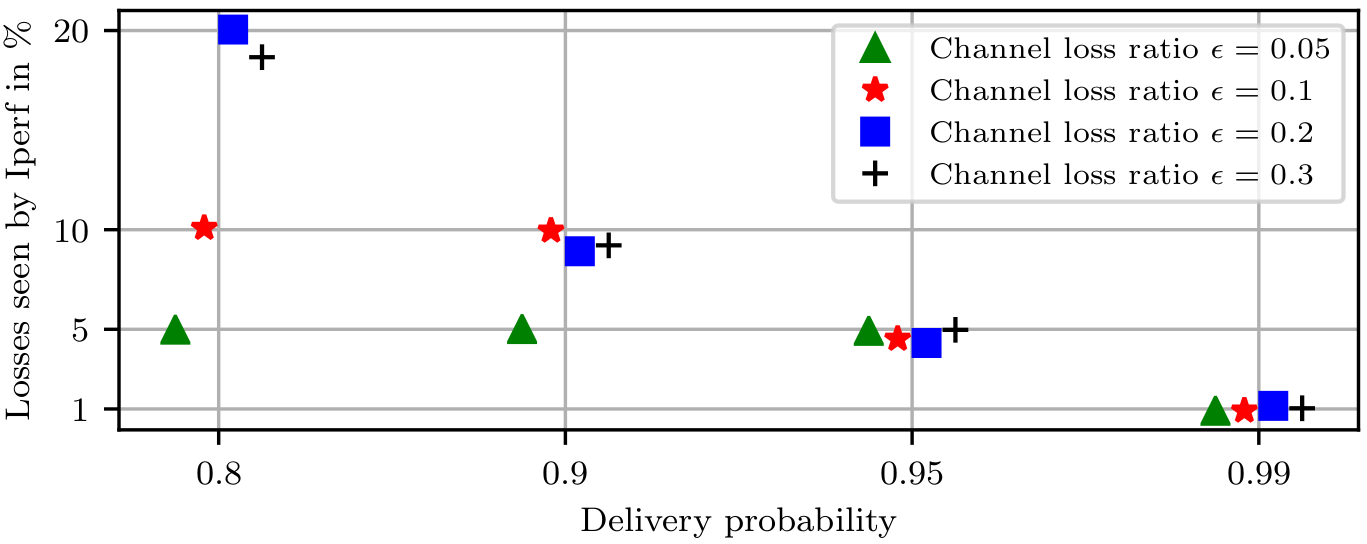 Losses seen by Iperf in %
20
10
5
1
Channel loss ratio ϵ = 0.05
Channel loss ratio ϵ = 0.1
Channel loss ratio ϵ = 0.2
Channel loss ratio ϵ = 0.3
0.8 0.9 0.95 0.99
Delivery probability